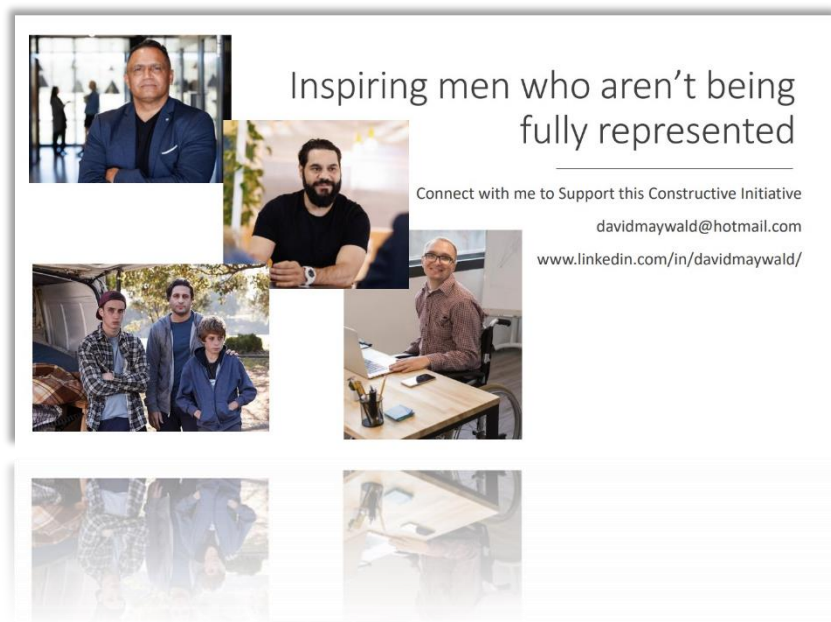 Inspiring men who aren’t being
fully represented
Connect with me to Support this Constructive Initiative
davidmaywald@hotmail.com
www.linkedin.com/in/davidmaywald/